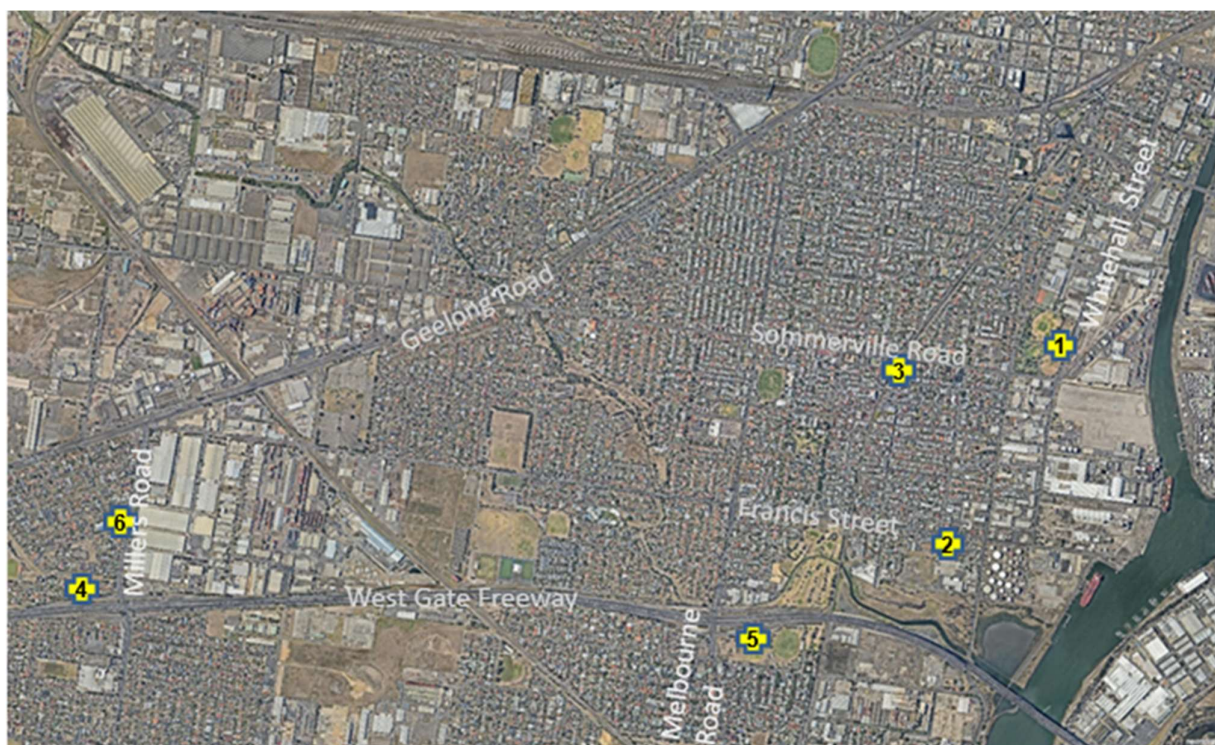 Whitehall Street
Geelong Road
Sommerville Road
1
3
Millers Road
6
Francis Street
2
4
West Gate Freeway
5
Melbourne
Road